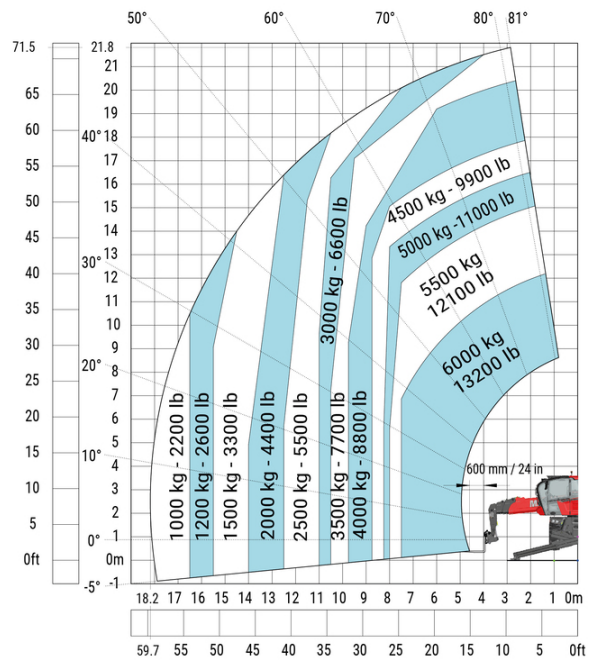 50° 60° 70° 80° 81°
71.5 21.8
21
65 20
19
60 40° 18
17
55 16
50 15
14
45 13
30° 12
40 11
35 10
9
30 20° 8
25 7
6
20 5
15 10° 4
3
10 2
5 0° 1
0ft 0m
-5° -1
4500 kg - 9900 lb
5000 kg -11000 lb
5500 kg
12100 lb
6000 kg
13200 lb
3000 kg - 6600 lb
1000 kg - 2200 lb
1200 kg - 2600 lb
1500 kg - 3300 lb
2000 kg - 4400 lb
2500 kg - 5500 lb
3500 kg - 7700 lb
4000 kg - 8800 lb
600 mm / 24 in
18.2 17 16 15 14 13 12 11 10 9 8 7 6 5 4 3 2 1 0m
59.7 55 50 45 40 35 30 25 20 15 10 5 0ft